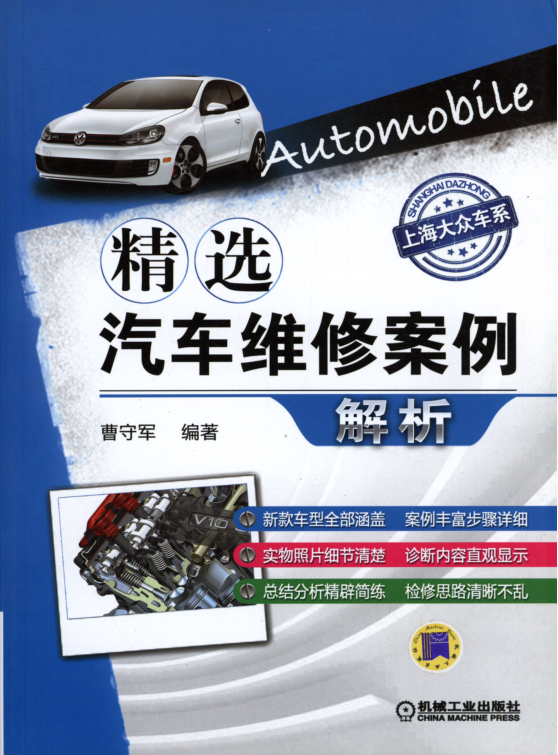 Automobile
SHANGHAI DAZHONG
上海大众车系
精选
汽车维修案例
解析
曹守军 编著
V10
新款车型全部涵盖 案例丰富步骤详细
实物照片细节清楚 诊断内容直观显示
总结分析精辟简练 检修思路清晰不乱
机械工业出版社
CHINA MACHINE PRESS